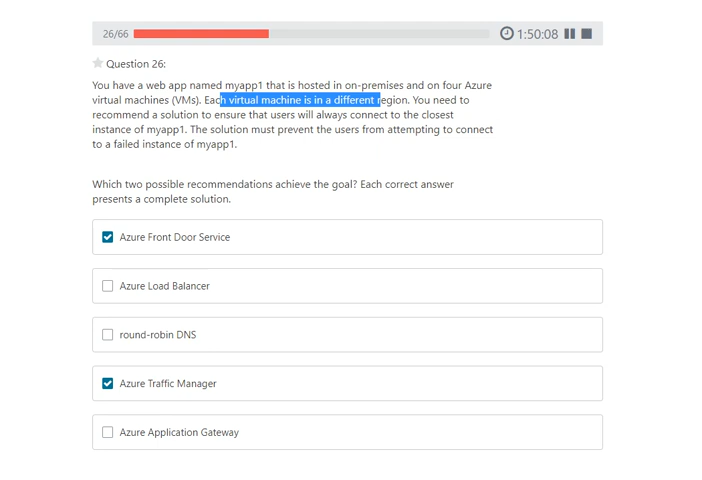 26/66
1:50:08
Question 26:
You have a web app named myapp1 that is hosted in on-premises and on four Azure
virtual machines (VMs). Each virtual machine is in a different region. You need to
recommend a solution to ensure that users will always connect to the closest
instance of myapp1. The solution must prevent the users from attempting to connect
to a failed instance of myapp1.
Which two possible recommendations achieve the goal? Each correct answer
presents a complete solution.
Azure Front Door Service
Azure Load Balancer
round-robin DNS
Azure Traffic Manager
Azure Application Gateway